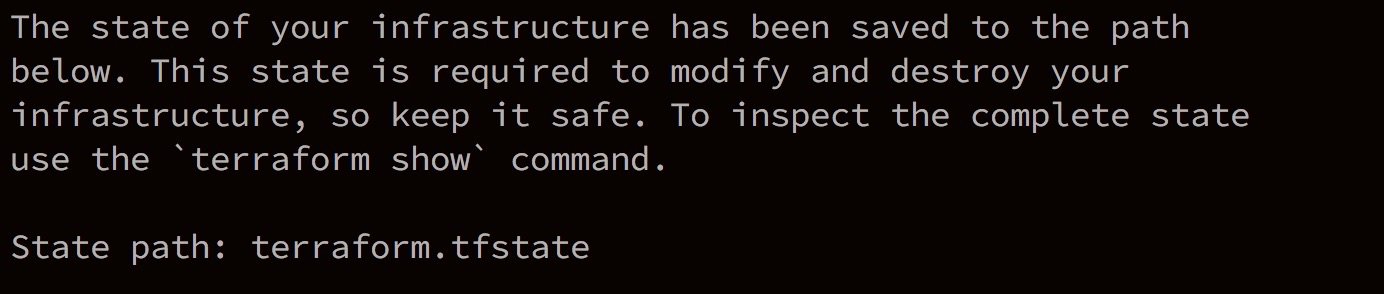 The state of your infrastructure has been saved to the path
below. This state is required to modify and destroy your
infrastructure, so keep it safe. To inspect the complete state
use the `terraform show` command.
State path: terraform.tfstate